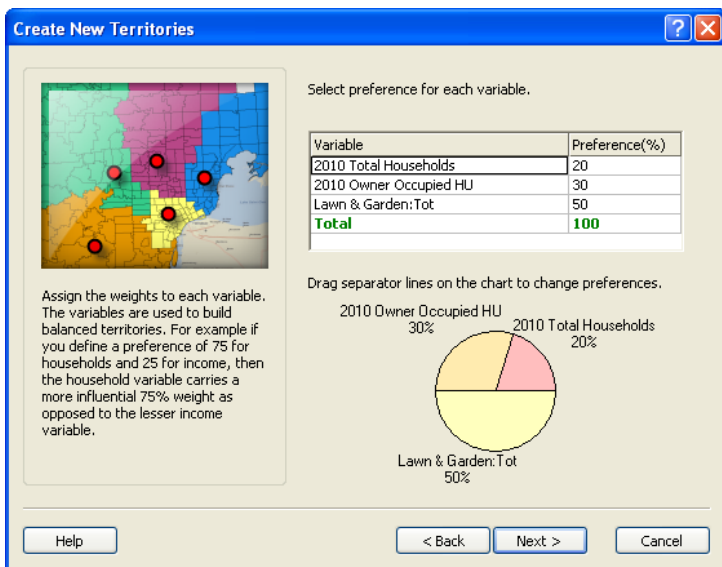 Create New Territories
Assign the weights to each variable.
The variables are used to build
balanced territories. For example if
you define a preference of 75 for
households and 25 for income, then
the household variable carries a
more influential 75% weight as
opposed to the lesser income
variable.
Select preference for each variable.
Variable Preference(%)
2010 Total Households 20
2010 Owner Occupied HU 30
Lawn & Garden:Tot 50
Total 100
Drag separator lines on the chart to change preferences.
2010 Owner Occupied HU
30%
2010 Total Households
20%
Lawn & Garden:Tot
50%
Help
< Back
Next >
Cancel